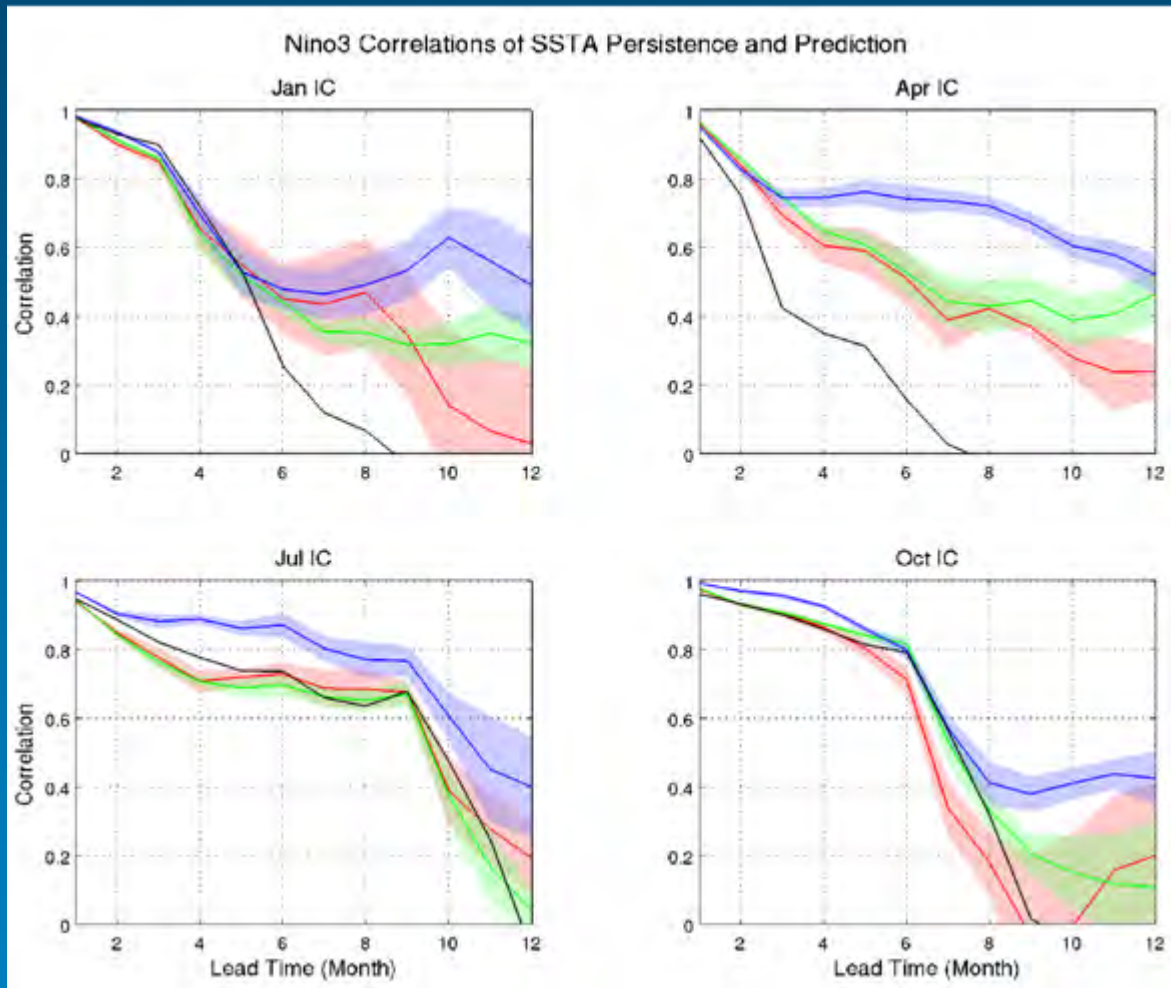 Nino3 Correlations of SSTA Persistence and Prediction
Jan IC
Apr IC
1
0.8
0.6
0.4
0.2
0
Correlation
2 4 6 8 10 12
1
0.8
0.6
0.4
0.2
0
2 4 6 8 10 12
Jul IC
Oct IC
1
0.8
0.6
0.4
0.2
0
Correlation
2 4 6 8 10 12
Lead Time (Month)
1
0.8
0.6
0.4
0.2
0
2 4 6 8 10 12
Lead Time (Month)